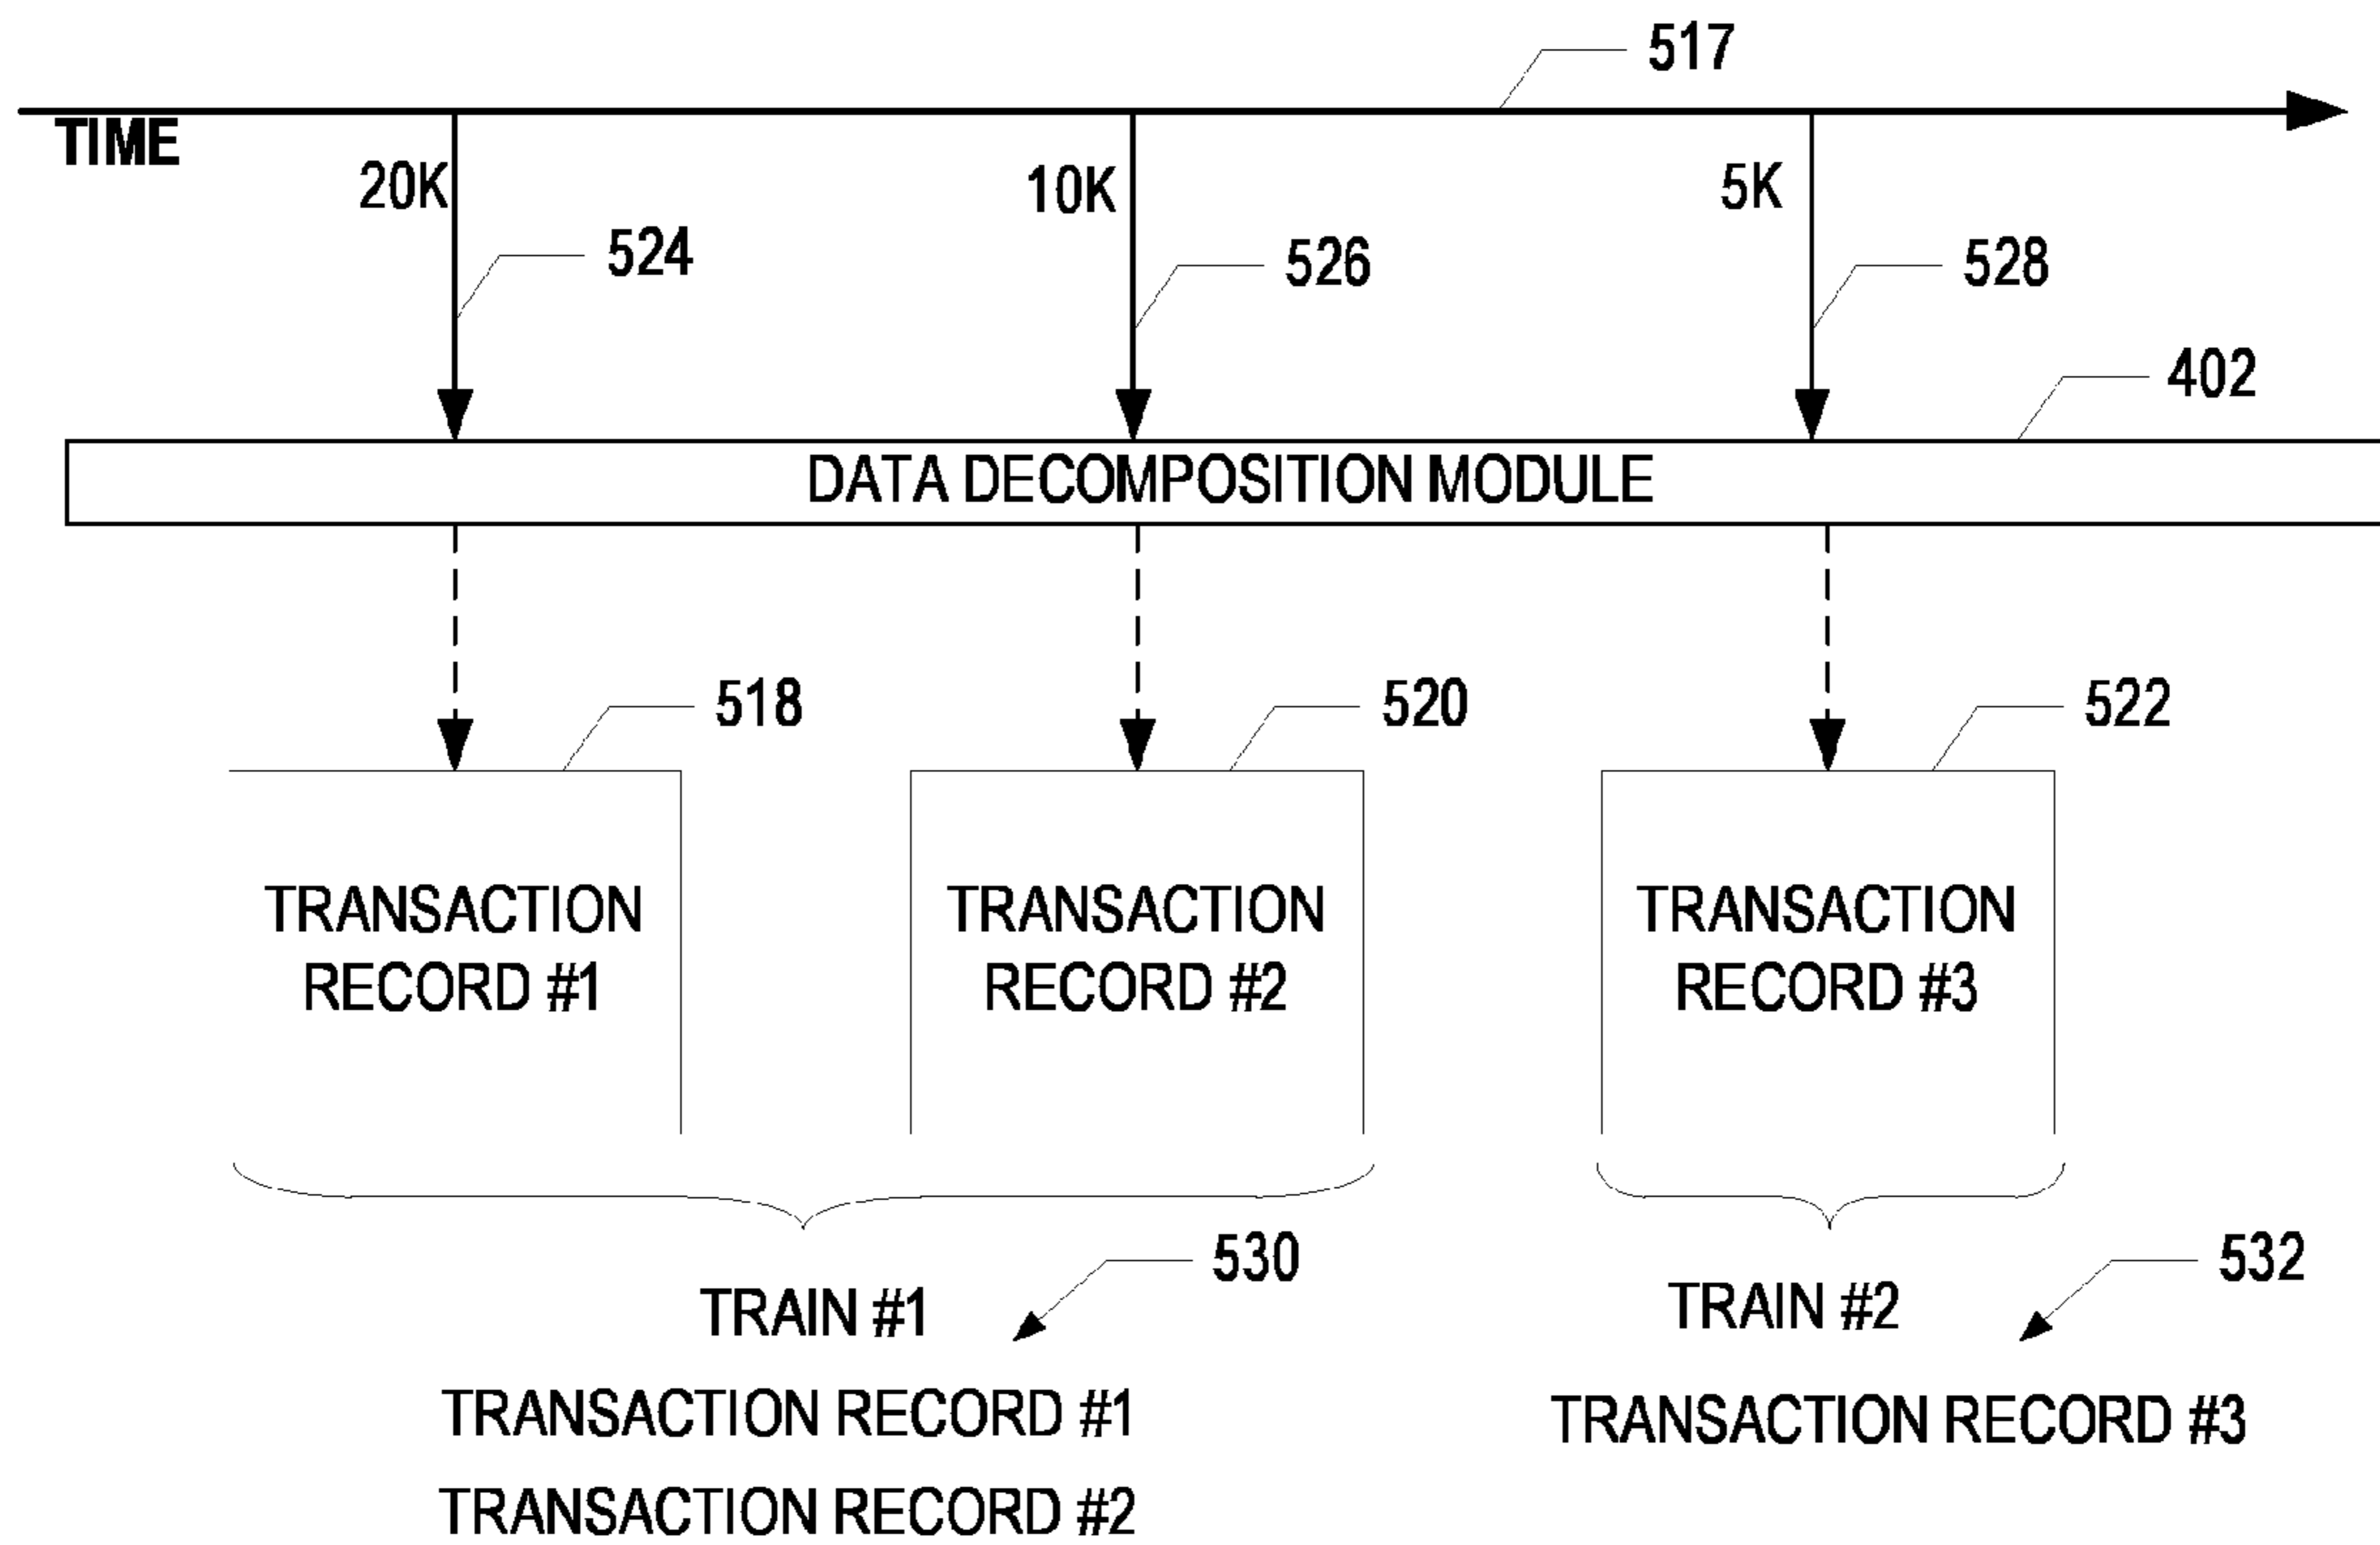 517
TIME
20K
10K
5K
524
526
528
402
DATA DECOMPOSITION MODULE
518
520
522
TRANSACTION
RECORD #1
TRANSACTION
RECORD #2
TRANSACTION
RECORD #3
530
532
TRAIN #1
TRANSACTION RECORD #1
TRANSACTION RECORD #2
TRAIN #2
TRANSACTION RECORD #3